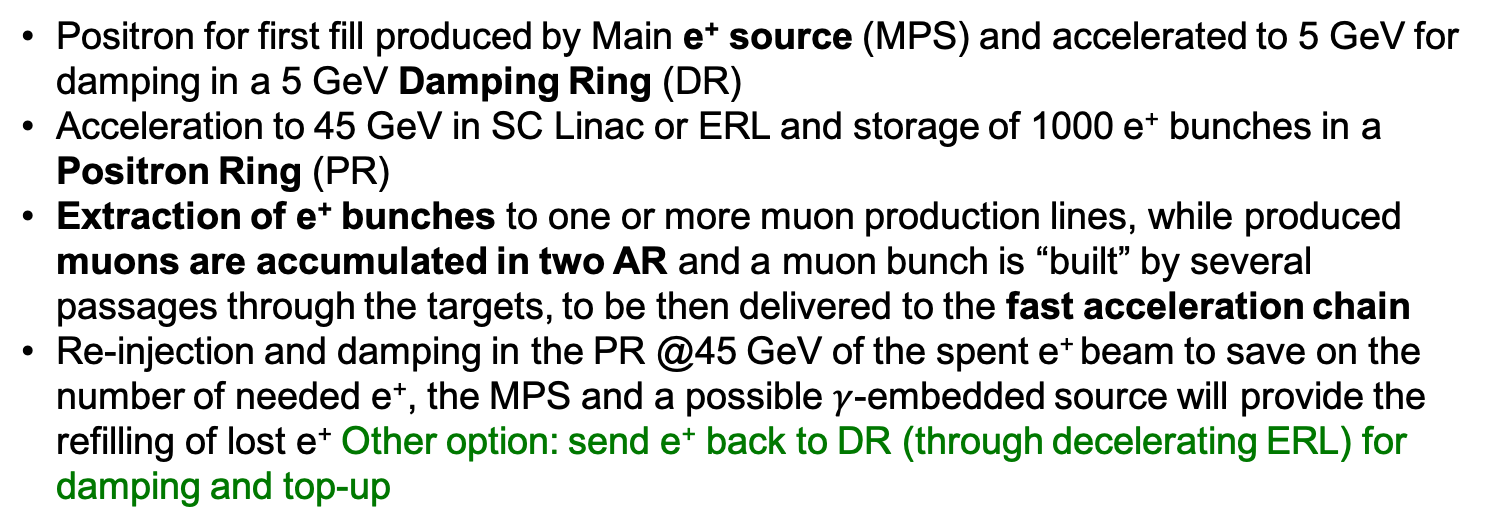 • Positron for first fill produced by Main e⁺ source (MPS) and accelerated to 5 GeV for
damping in a 5 GeV Damping Ring (DR)
• Acceleration to 45 GeV in SC Linac or ERL and storage of 1000 e⁺ bunches in a
Positron Ring (PR)
• Extraction of e⁺ bunches to one or more muon production lines, while produced
muons are accumulated in two AR and a muon bunch is “built” by several
passages through the targets, to be then delivered to the fast acceleration chain
• Re-injection and damping in the PR @45 GeV of the spent e⁺ beam to save on the
number of needed e⁺, the MPS and a possible γ-embedded source will provide the
refilling of lost e⁺ Other option: send e⁺ back to DR (through decelerating ERL) for
damping and top-up